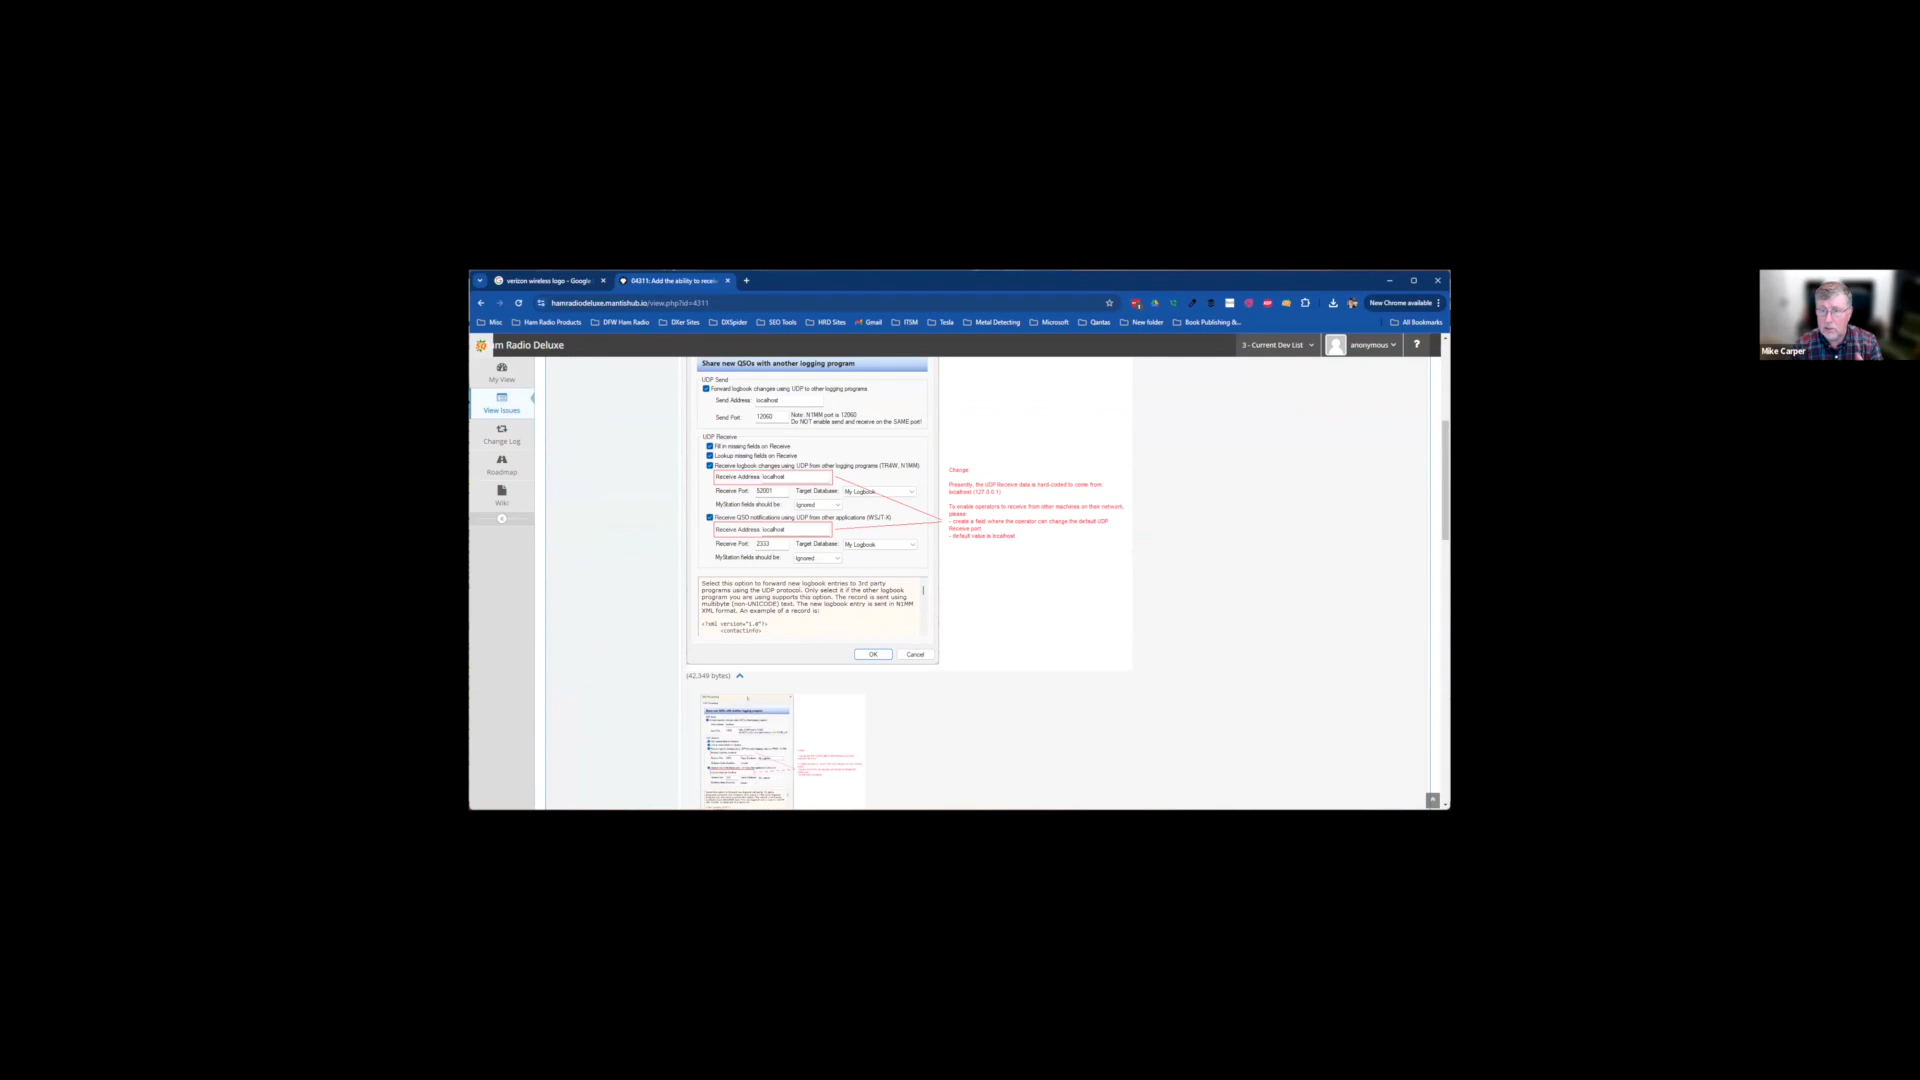 verizon wireless logo - Google
04311: Add the ability to recei
hamradiodeluxe.mantishub.io/view.php?id=4311
New Chrome available
Misc
Ham Radio Products
DFW Ham Radio
DXer Sites
DXSpider
SEO Tools
HRD Sites
Gmail
ITSM
Tesla
Metal Detecting
Microsoft
Qantas
New folder
Book Publishing &...
All Bookmarks
am Radio Deluxe
3 - Current Dev List
anonymous
?
My View
View Issues
Change Log
Roadmap
Wiki
Share new QSOs with another logging program
UDP Send
Forward logbook changes using UDP to other logging programs.
Send Address: localhost
Send Port: 12060
Note: N1MM port is 12060
Do NOT enable send and receive on the SAME port!
UDP Receive
Fill in missing fields on Receive
Lookup missing fields on Receive
Receive logbook changes using UDP from other logging programs (TR4W, N1MM)
Receive Address: localhost
Receive Port: 52001 Target Database: My Logbook
MyStation fields should be: Ignored
Receive QSO notifications using UDP from other applications (WSJT-X)
Receive Address: localhost
Receive Port: 2333 Target Database: My Logbook
MyStation fields should be: Ignored
Select this option to forward new logbook entries to 3rd party
programs using the UDP protocol. Only select it if the other logbook
program you are using supports this option. The record is sent using
multibyte (non-UNICODE) text. The new logbook entry is sent in N1MM
XML format. An example of a record is:
<?xml version="1.0"?>
<contactinfo>
OK
Cancel
Change:
Presently, the UDP Receive data is hard-coded to come from
localhost (127.0.0.1)
To enable operators to receive from other machines on their network,
please:
- create a field where the operator can change the default UDP
Receive port
- default value is localhost
(42,349 bytes)
Mike Carper